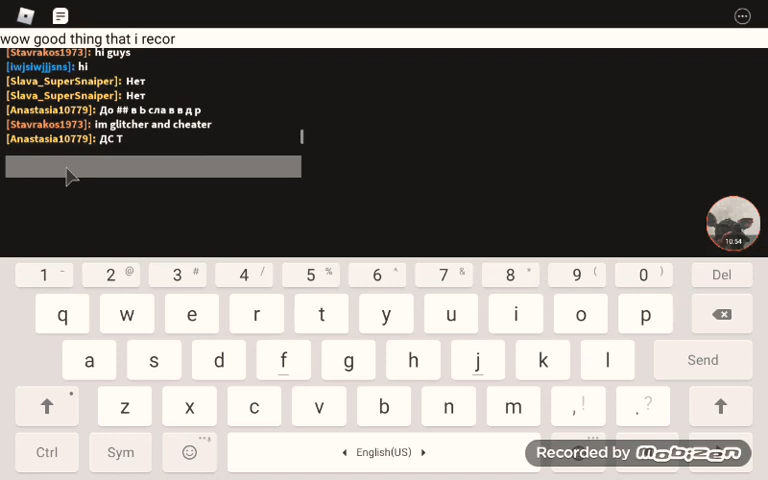 wow good thing that i recor
[Stavrakos1973]: hi guys
[iwjsiwjjjsns]: hi
[Slava_SuperSnaiper]: Нет
[Slava_SuperSnaiper]: Нет
[Anastasia10779]: До ## в Ь сла в в д р
[Stavrakos1973]: im glitcher and cheater
[Anastasia10779]: ДС Т
10:54
1 - 2 @ 3 # 4 / 5 % 6 ^ 7 & 8 * 9 ( 0 ) Del
q w e r t y u i o p
a s d f g h j k l Send
z x c v b n m , ! . ?
Ctrl Sym English(US)
Recorded by mobizen